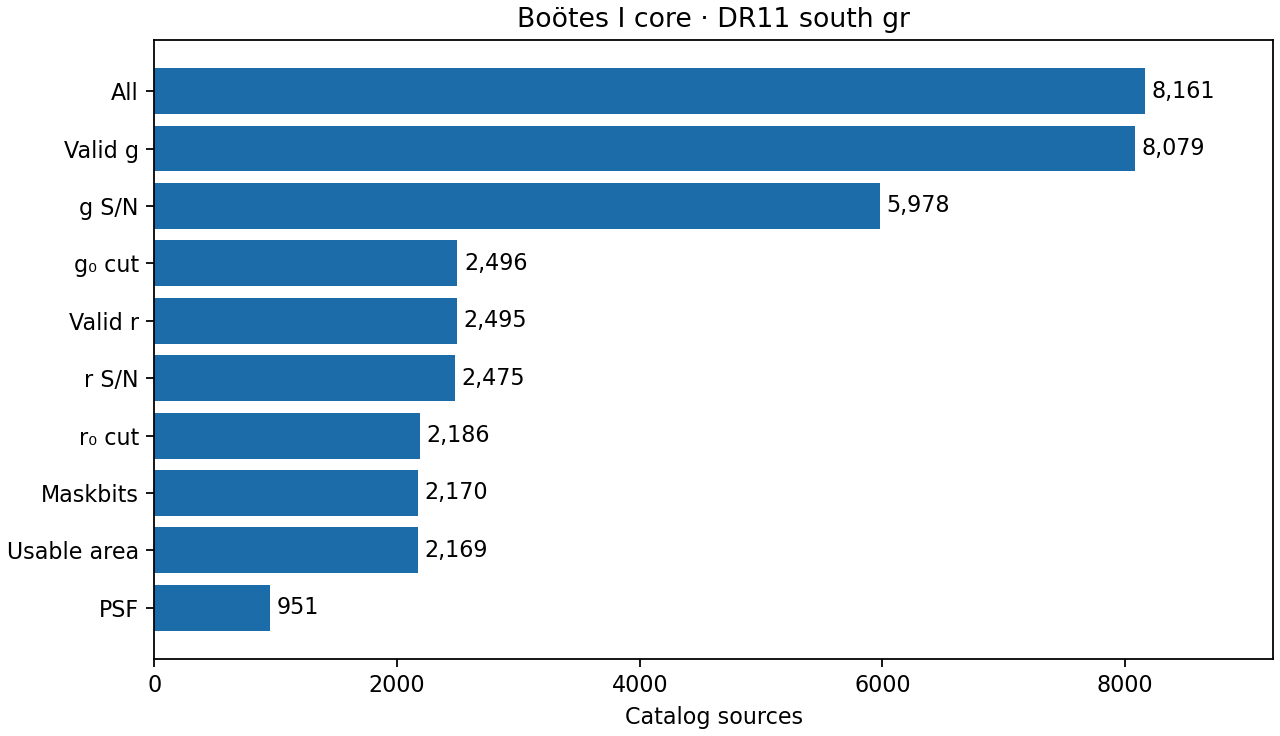 Boötes I core · DR11 south gr
All 8,161
Valid g 8,079
g S/N 5,978
g₀ cut 2,496
Valid r 2,495
r S/N 2,475
r₀ cut 2,186
Maskbits 2,170
Usable area 2,169
PSF 951
0 2000 4000 6000 8000
Catalog sources